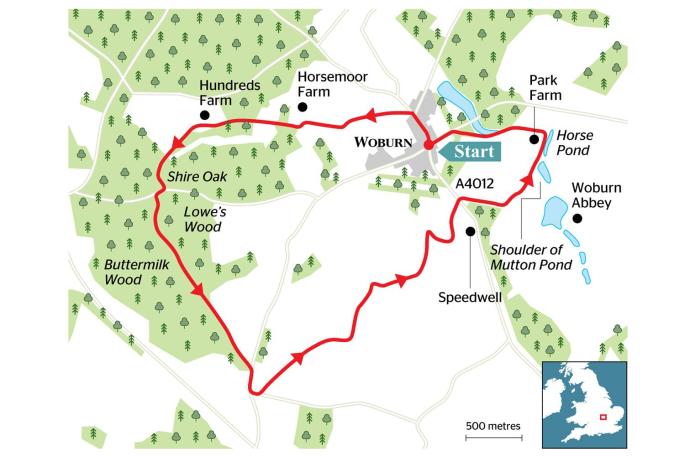 Hundreds
Farm
Horsemoor
Farm
Park
Farm
WOBURN
Start
Horse
Pond
Shire Oak
A4012
Woburn
Abbey
Lowe's
Wood
Shoulder of
Mutton Pond
Buttermilk
Wood
Speedwell
500 metres